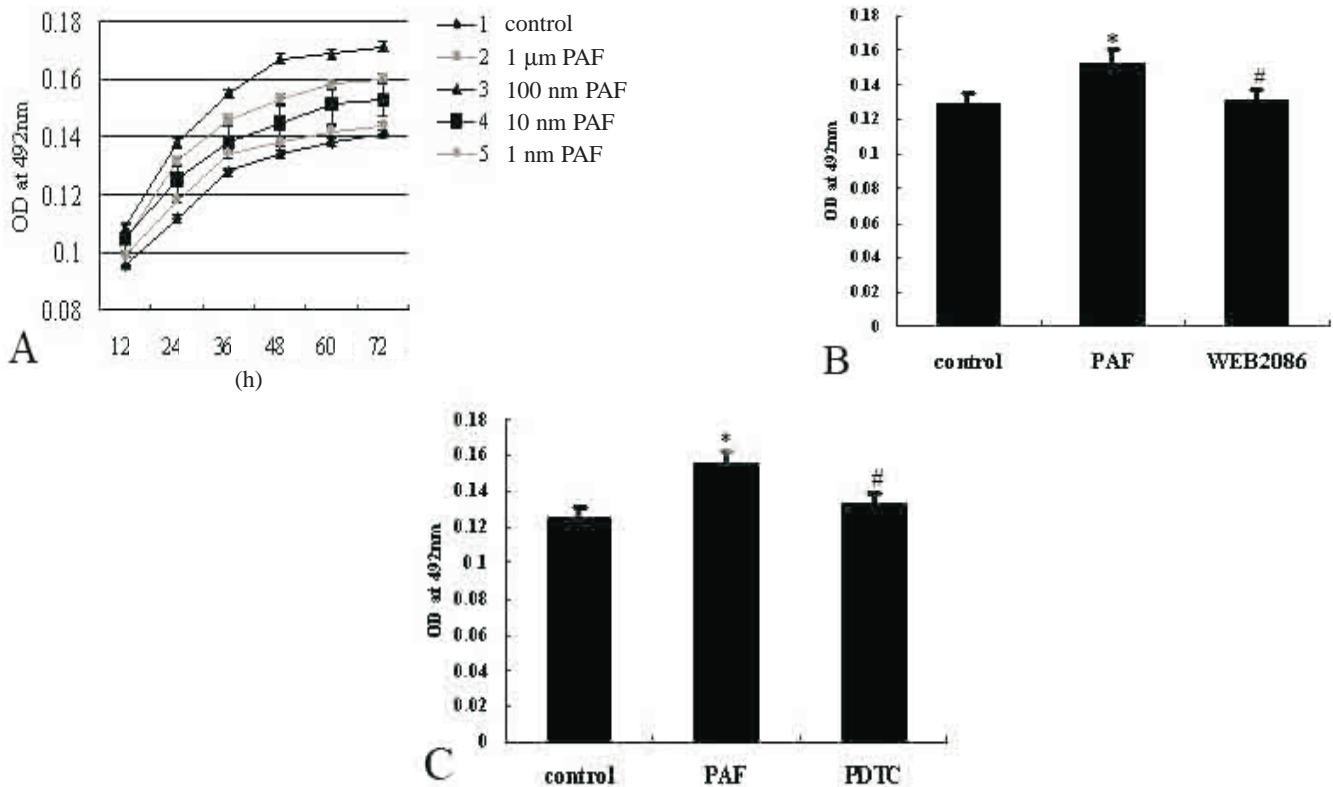 0.18
0.16
0.14
0.12
0.1
0.08
OD at 492nm
12 24 36 48 60 72
(h)
A
1 control
2 1 μm PAF
3 100 nm PAF
4 10 nm PAF
5 1 nm PAF
0.18
0.16
0.14
0.12
0.1
0.08
0.06
0.04
0.02
0
OD at 492nm
*
#
control PAF WEB2086
B
0.18
0.16
0.14
0.12
0.1
0.08
0.06
0.04
0.02
0
OD at 492nm
*
#
control PAF PDTC
C